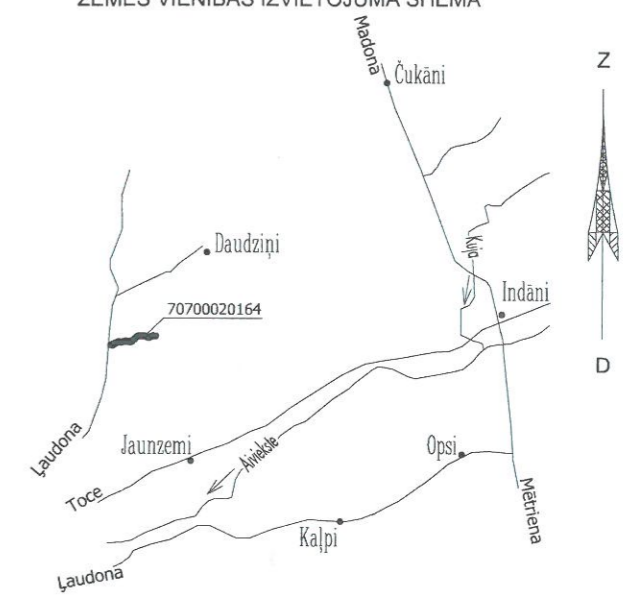 ZEMES VIENĪBAS IZVIETOJUMA SHĒMA
Madona
Čukāni
Z
Kuja
Daudziņi
Indāni
70700020164
D
Ļaudona
Jaunzemi
Aiviekste
Opsi
Toce
Mētriena
Kaļpi
Ļaudona